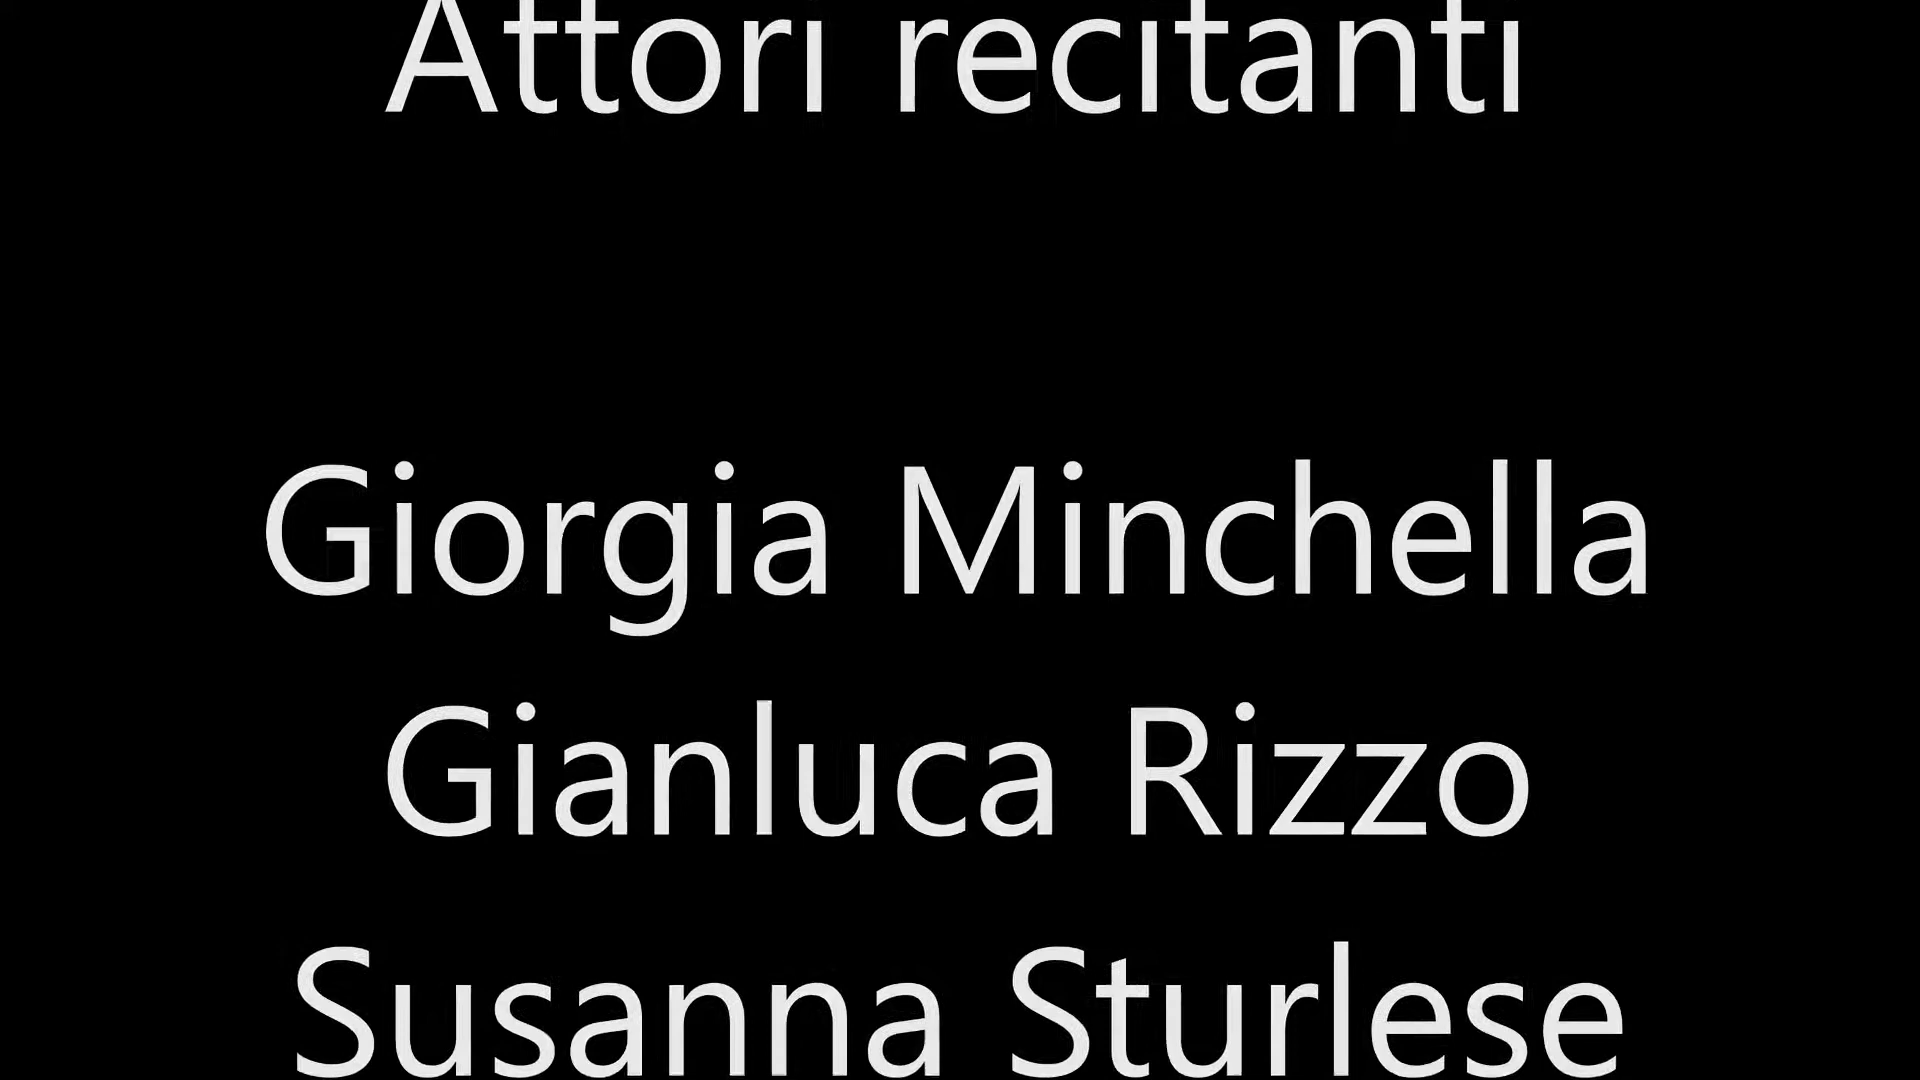 Attori recitanti
Giorgia Minchella
Gianluca Rizzo
Susanna Sturlese